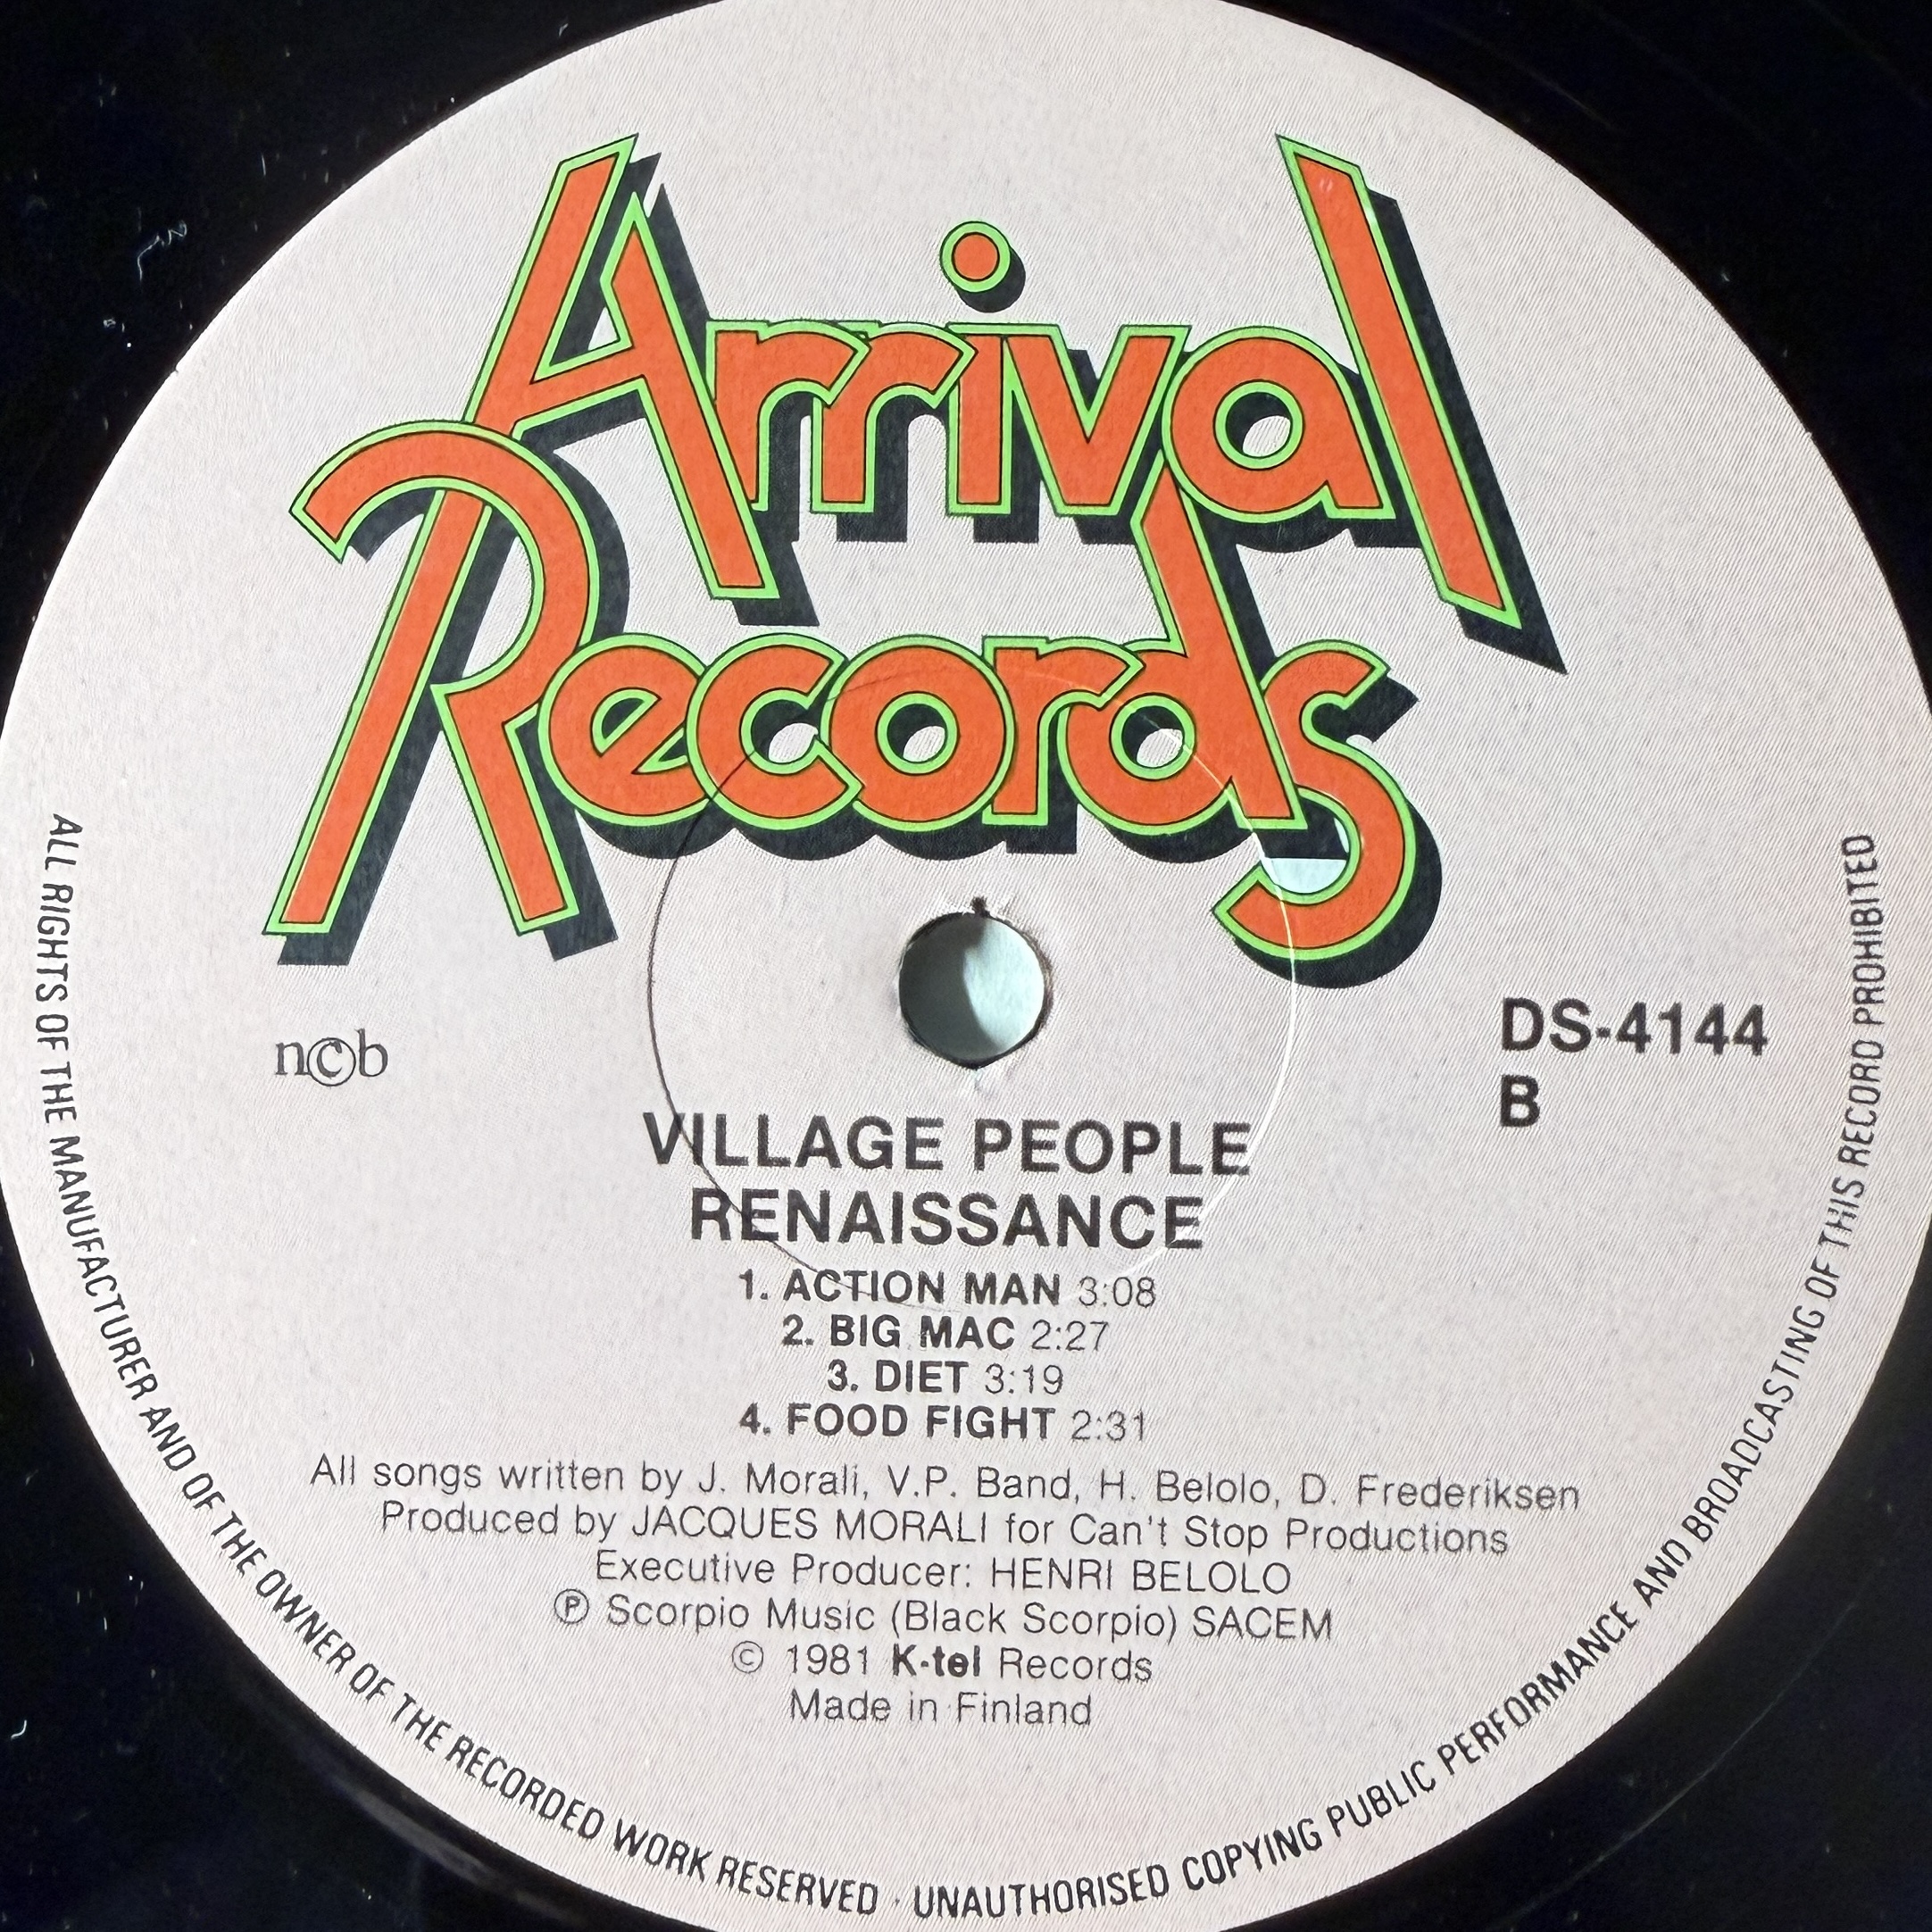 Arrival
Records
n©b
DS-4144
B
VILLAGE PEOPLE
RENAISSANCE
1. ACTION MAN 3:08
2. BIG MAC 2:27
3. DIET 3:19
4. FOOD FIGHT 2:31
All songs written by J. Morali, V.P. Band, H. Belolo, D. Frederiksen
Produced by JACQUES MORALI for Can't Stop Productions
Executive Producer: HENRI BELOLO
℗ Scorpio Music (Black Scorpio) SACEM
© 1981 K-tel Records
Made in Finland
ALL RIGHTS OF THE MANUFACTURER AND OF THE OWNER OF THE RECORDED WORK RESERVED · UNAUTHORISED COPYING PUBLIC PERFORMANCE AND BROADCASTING OF THIS RECORD PROHIBITED